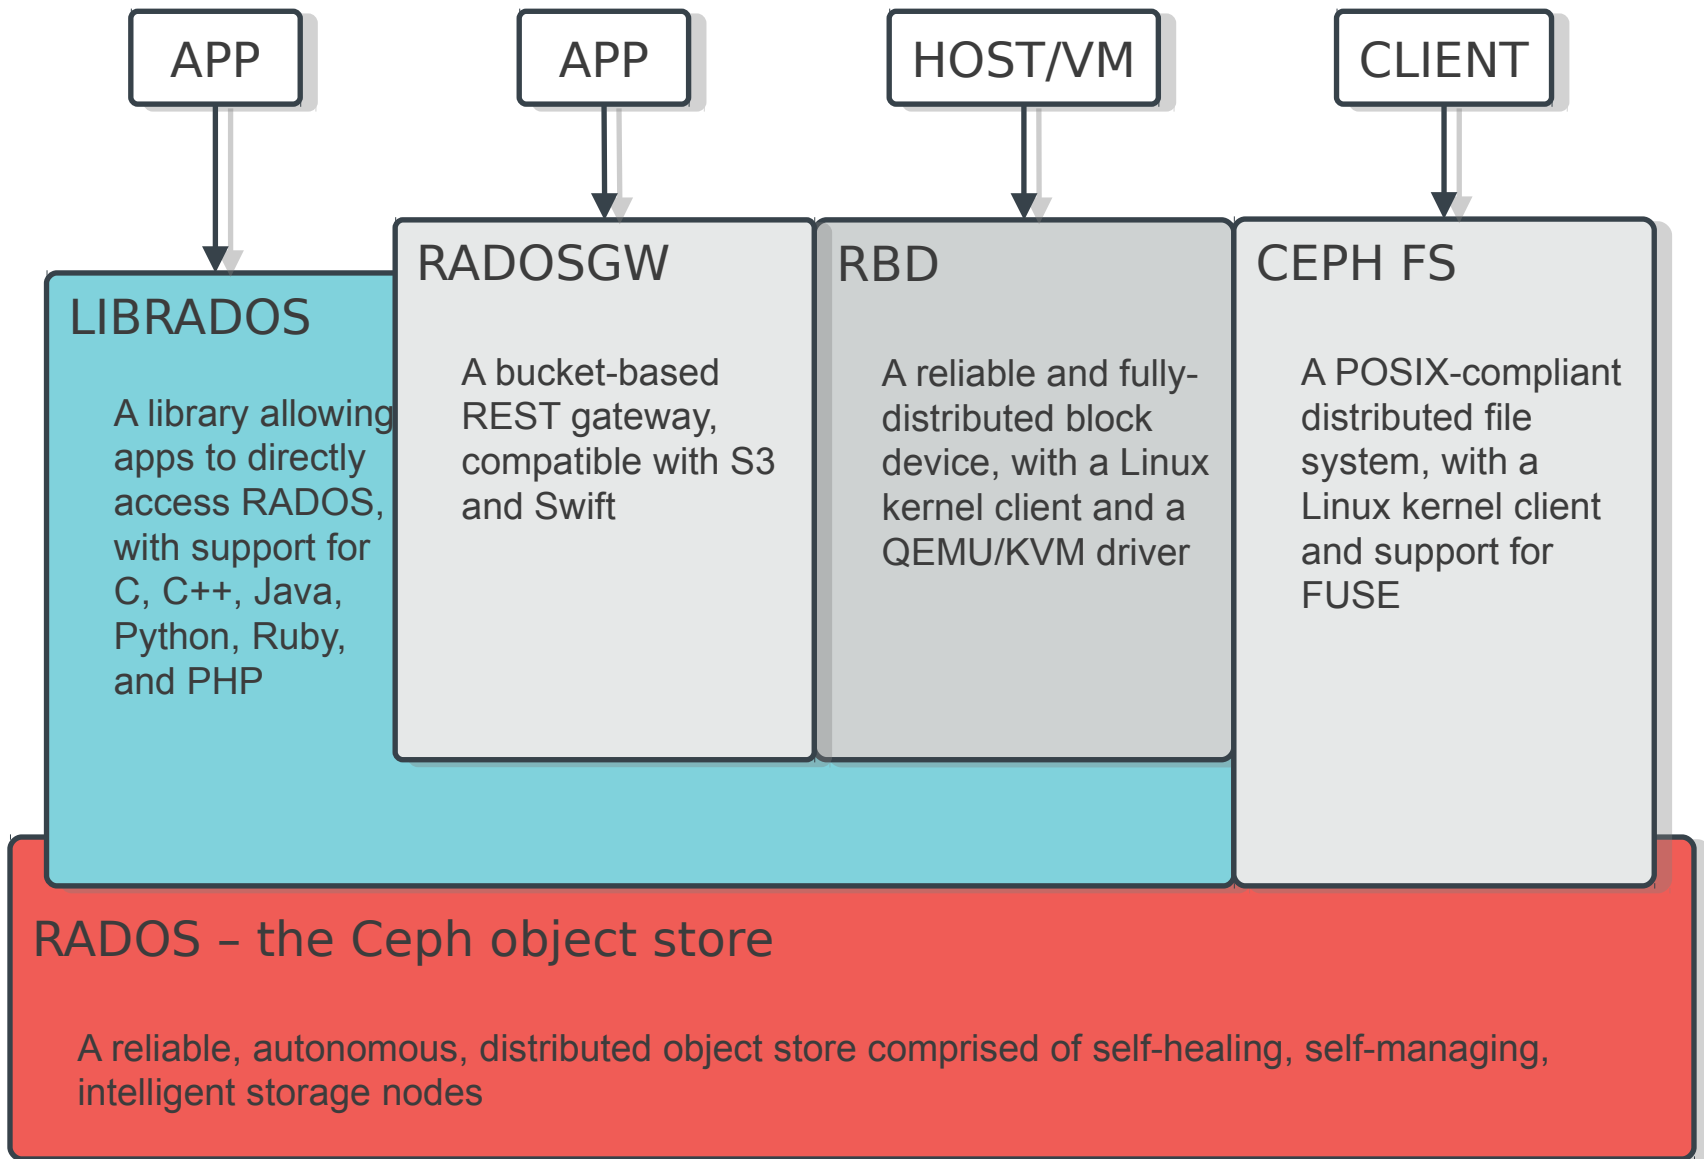 APP
APP
HOST/VM
CLIENT
LIBRADOS
A library allowing
apps to directly
access RADOS,
with support for
C, C++, Java,
Python, Ruby,
and PHP
RADOSGW
A bucket-based
REST gateway,
compatible with S3
and Swift
RBD
A reliable and fully-
distributed block
device, with a Linux
kernel client and a
QEMU/KVM driver
CEPH FS
A POSIX-compliant
distributed file
system, with a
Linux kernel client
and support for
FUSE
RADOS – the Ceph object store
A reliable, autonomous, distributed object store comprised of self-healing, self-managing,
intelligent storage nodes